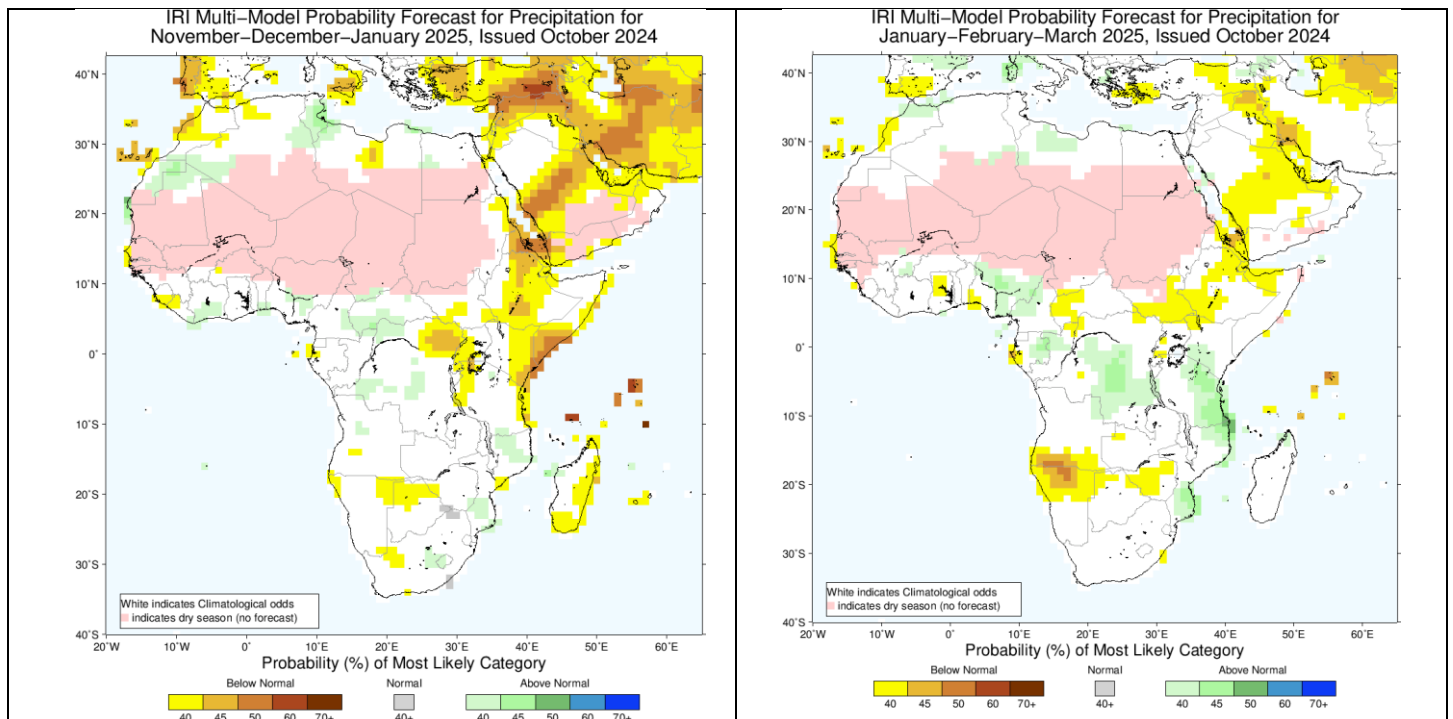 IRI Multi-Model Probability Forecast for Precipitation for
November-December-January 2025, Issued October 2024
40°N
30°N
20°N
10°N
0°
10°S
20°S
30°S
40°S
White indicates Climatological odds
indicates dry season (no forecast)
20°W 10°W 0° 10°E 20°E 30°E 40°E 50°E 60°E
Probability (%) of Most Likely Category
Below Normal Normal Above Normal
40 45 50 60 70+ 40+ 40 45 50 60 70+
IRI Multi-Model Probability Forecast for Precipitation for
January-February-March 2025, Issued October 2024
40°N
30°N
20°N
10°N
0°
10°S
20°S
30°S
40°S
White indicates Climatological odds
indicates dry season (no forecast)
20°W 10°W 0° 10°E 20°E 30°E 40°E 50°E 60°E
Probability (%) of Most Likely Category
Below Normal Normal Above Normal
40 45 50 60 70+ 40+ 40 45 50 60 70+